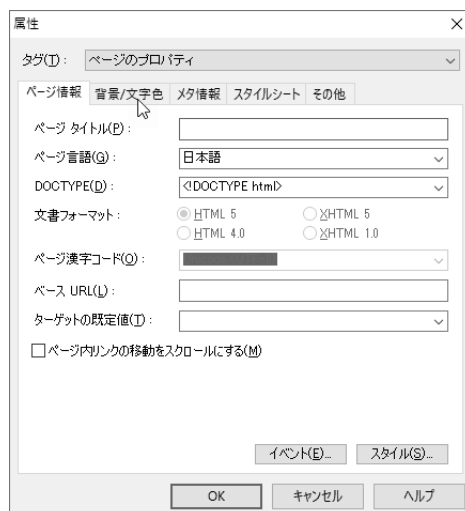 属性
タグ(T)： ページのプロパティ
ページ情報 背景/文字色 メタ情報 スタイルシート その他
ページ タイトル(P)：
ページ言語(G)： 日本語
DOCTYPE(D)： <!DOCTYPE html>
文書フォーマット： HTML 5 XHTML 5
HTML 4.0 XHTML 1.0
ページ漢字コード(O)：
ベース URL(L)：
ターゲットの既定値(T)：
ページ内リンクの移動をスクロールにする(M)
イベント(E)... スタイル(S)...
OK キャンセル ヘルプ